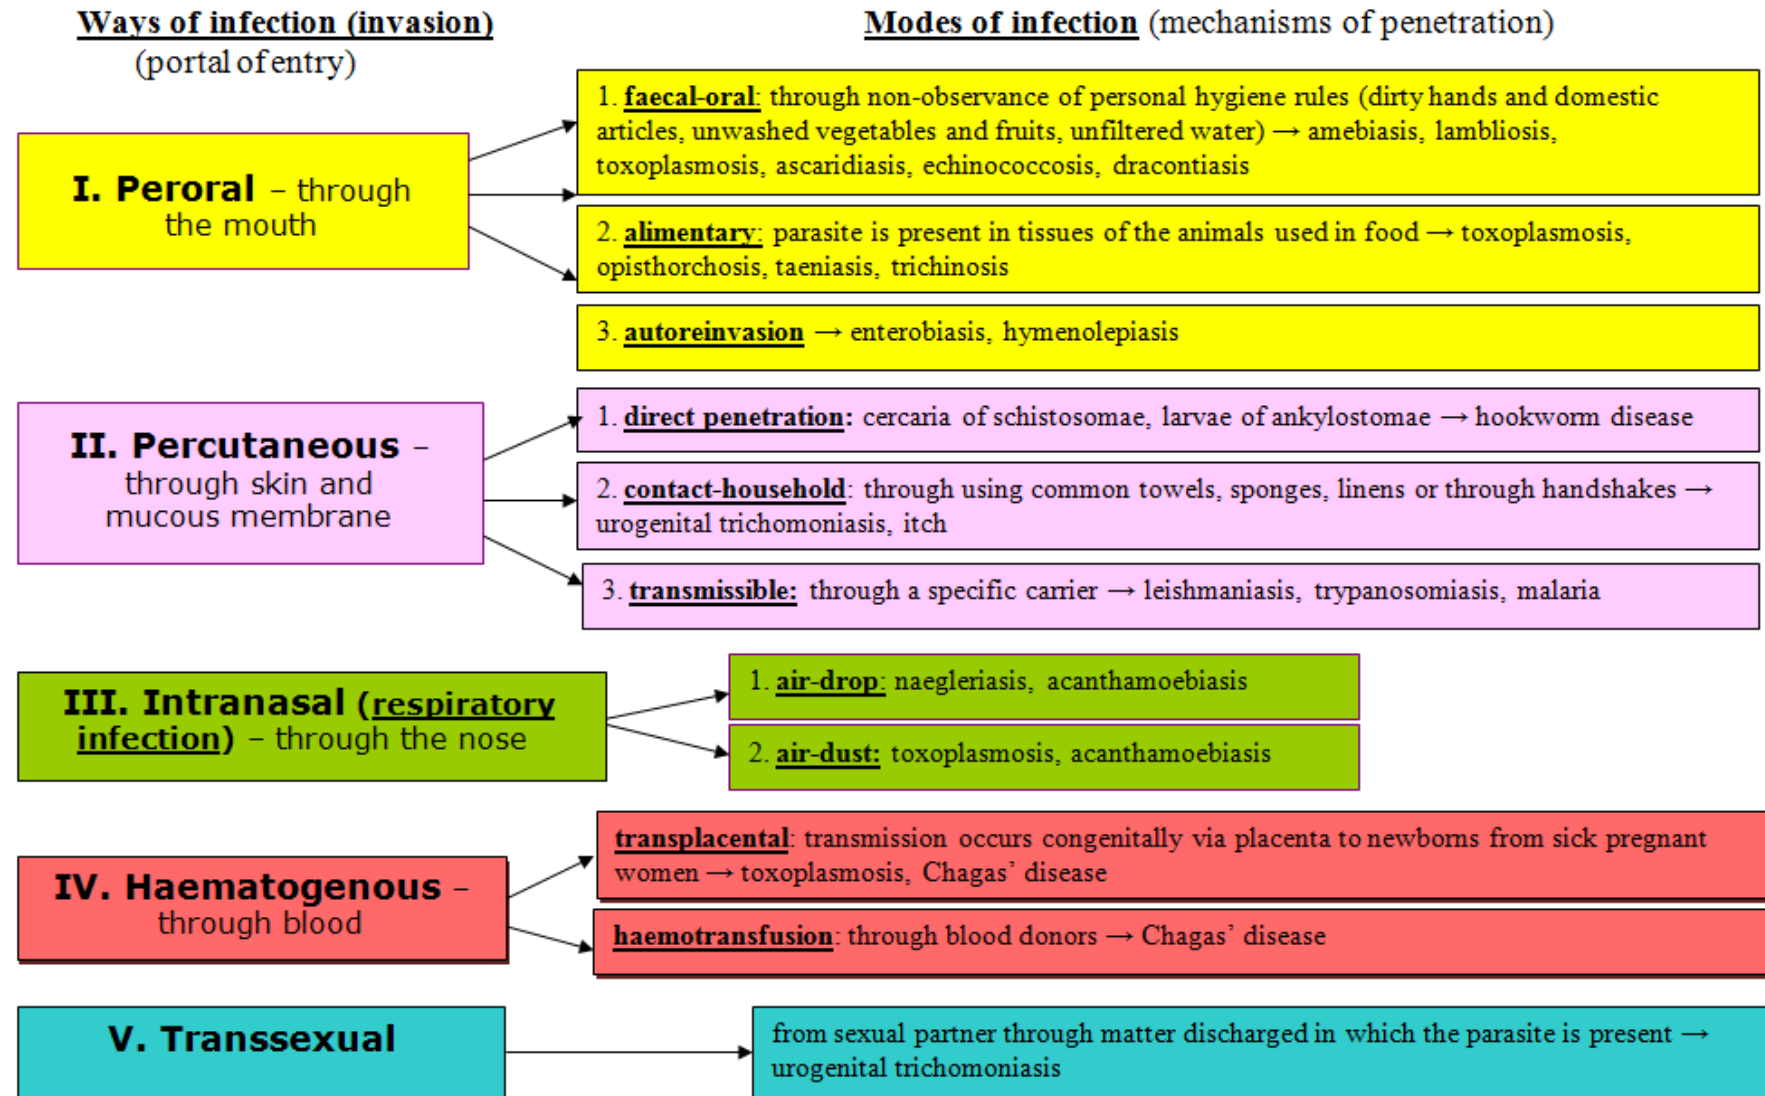 Ways of infection (invasion)
(portal of entry)
Modes of infection (mechanisms of penetration)
I. Peroral – through
the mouth
1. faecal-oral: through non-observance of personal hygiene rules (dirty hands and domestic
articles, unwashed vegetables and fruits, unfiltered water) → amebiasis, lambliosis,
toxoplasmosis, ascaridiasis, echinococcosis, dracontiasis
2. alimentary: parasite is present in tissues of the animals used in food → toxoplasmosis,
opisthorchosis, taeniasis, trichinosis
3. autoreinvasion → enterobiasis, hymenolepiasis
II. Percutaneous –
through skin and
mucous membrane
1. direct penetration: cercaria of schistosomae, larvae of ankylostomae → hookworm disease
2. contact-household: through using common towels, sponges, linens or through handshakes →
urogenital trichomoniasis, itch
3. transmissible: through a specific carrier → leishmaniasis, trypanosomiasis, malaria
III. Intranasal (respiratory
infection) – through the nose
1. air-drop: naegleriasis, acanthamoebiasis
2. air-dust: toxoplasmosis, acanthamoebiasis
IV. Haematogenous –
through blood
transplacental: transmission occurs congenitally via placenta to newborns from sick pregnant
women → toxoplasmosis, Chagas’ disease
haemotransfusion: through blood donors → Chagas’ disease
V. Transsexual
from sexual partner through matter discharged in which the parasite is present →
urogenital trichomoniasis